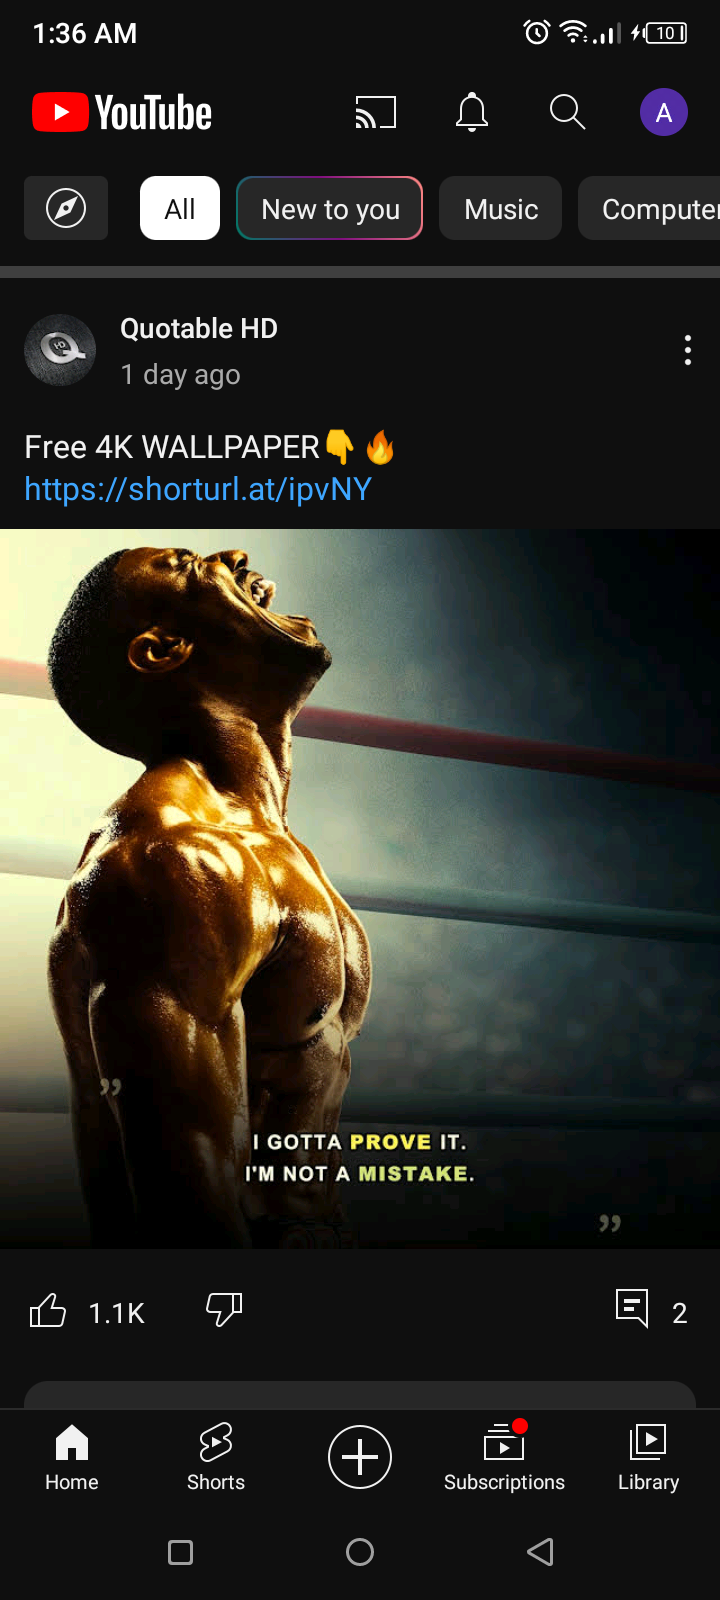 1:36 AM
10
YouTube
A
All
New to you
Music
Computer
Quotable HD
1 day ago
Free 4K WALLPAPER👇🔥
https://shorturl.at/ipvNY
”
I GOTTA PROVE IT.
I'M NOT A MISTAKE.
”
1.1K
2
Home
Shorts
Subscriptions
Library